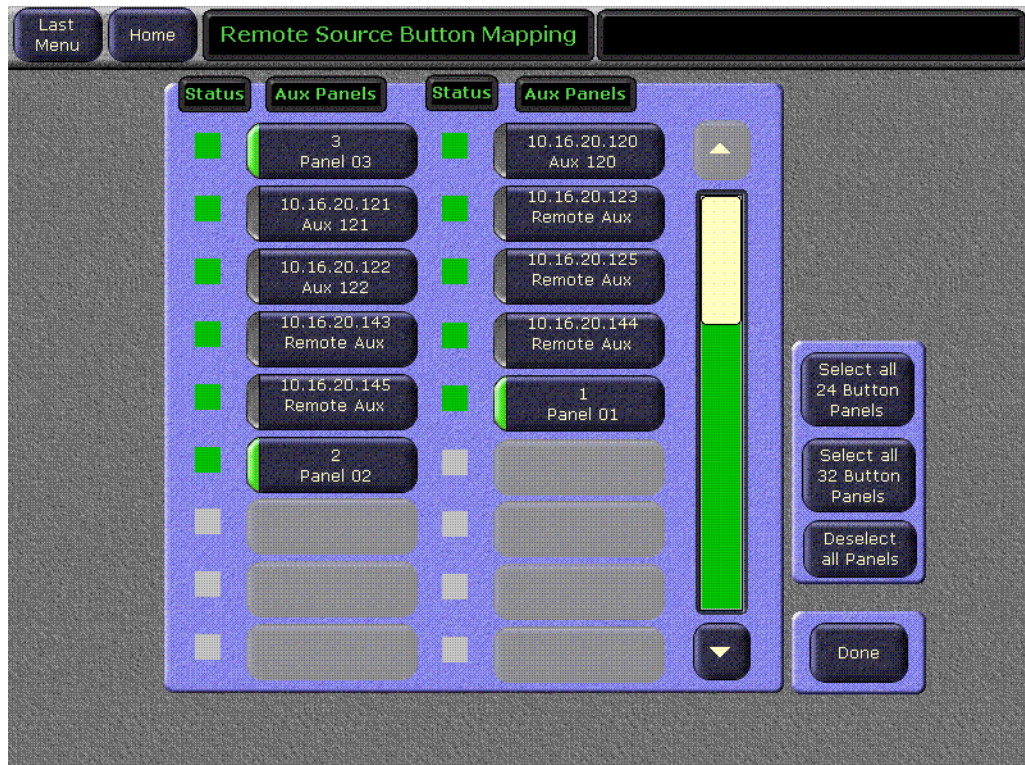 Last
Menu
Home
Remote Source Button Mapping
Status
Aux Panels
Status
Aux Panels
3
Panel 03
10.16.20.120
Aux 120
10.16.20.121
Aux 121
10.16.20.123
Remote Aux
10.16.20.122
Aux 122
10.16.20.125
Remote Aux
10.16.20.143
Remote Aux
10.16.20.144
Remote Aux
10.16.20.145
Remote Aux
1
Panel 01
2
Panel 02
Select all
24 Button
Panels
Select all
32 Button
Panels
Deselect
all Panels
Done